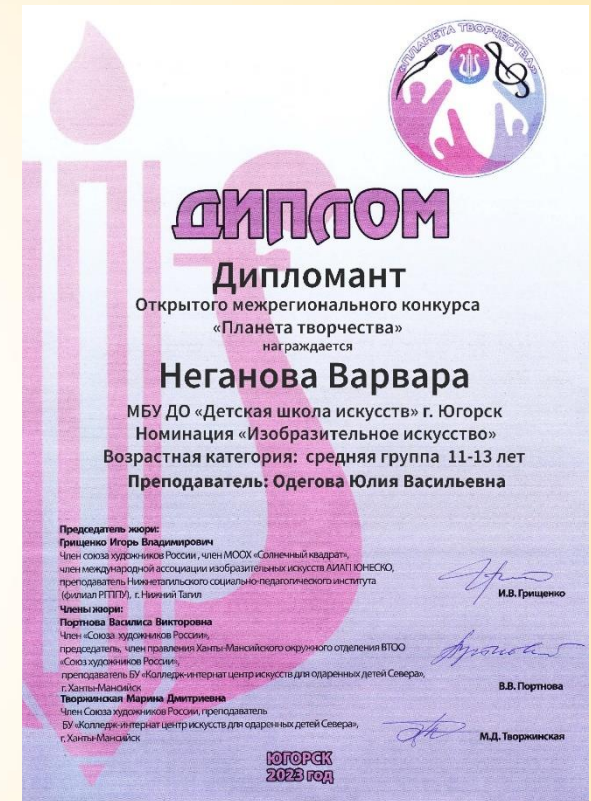 «ПЛАНЕТА ТВОРЧЕСТВА»
ДИПЛОМ
Дипломант
Открытого межрегионального конкурса
«Планета творчества»
награждается
Неганова Варвара
МБУ ДО «Детская школа искусств» г. Югорск
Номинация «Изобразительное искусство»
Возрастная категория: средняя группа 11-13 лет
Преподаватель: Одегова Юлия Васильевна
Председатель жюри:
Грищенко Игорь Владимирович
Член союза художников России , член МООХ «Солнечный квадрат»,
член международной ассоциации изобразительных искусств АИАП ЮНЕСКО,
преподаватель Нижнетагильского социально-педагогического института
(филиал РГППУ), г. Нижний Тагил
И.В. Грищенко
Члены жюри:
Портнова Василиса Викторовна
Член «Союза художников России»,
председатель, член правления Ханты-Мансийского окружного отделения ВТОО
«Союз художников России»,
преподаватель БУ «Колледж-интернат центр искусств для одаренных детей Севера»,
г. Ханты-Мансийск
В.В. Портнова
Творжинская Марина Дмитриевна
Член Союза художников России, преподаватель
БУ «Колледж-интернат центр искусств для одаренных детей Севера»,
г. Ханты-Мансийск
М.Д. Творжинская
ЮГОРСК
2023 год